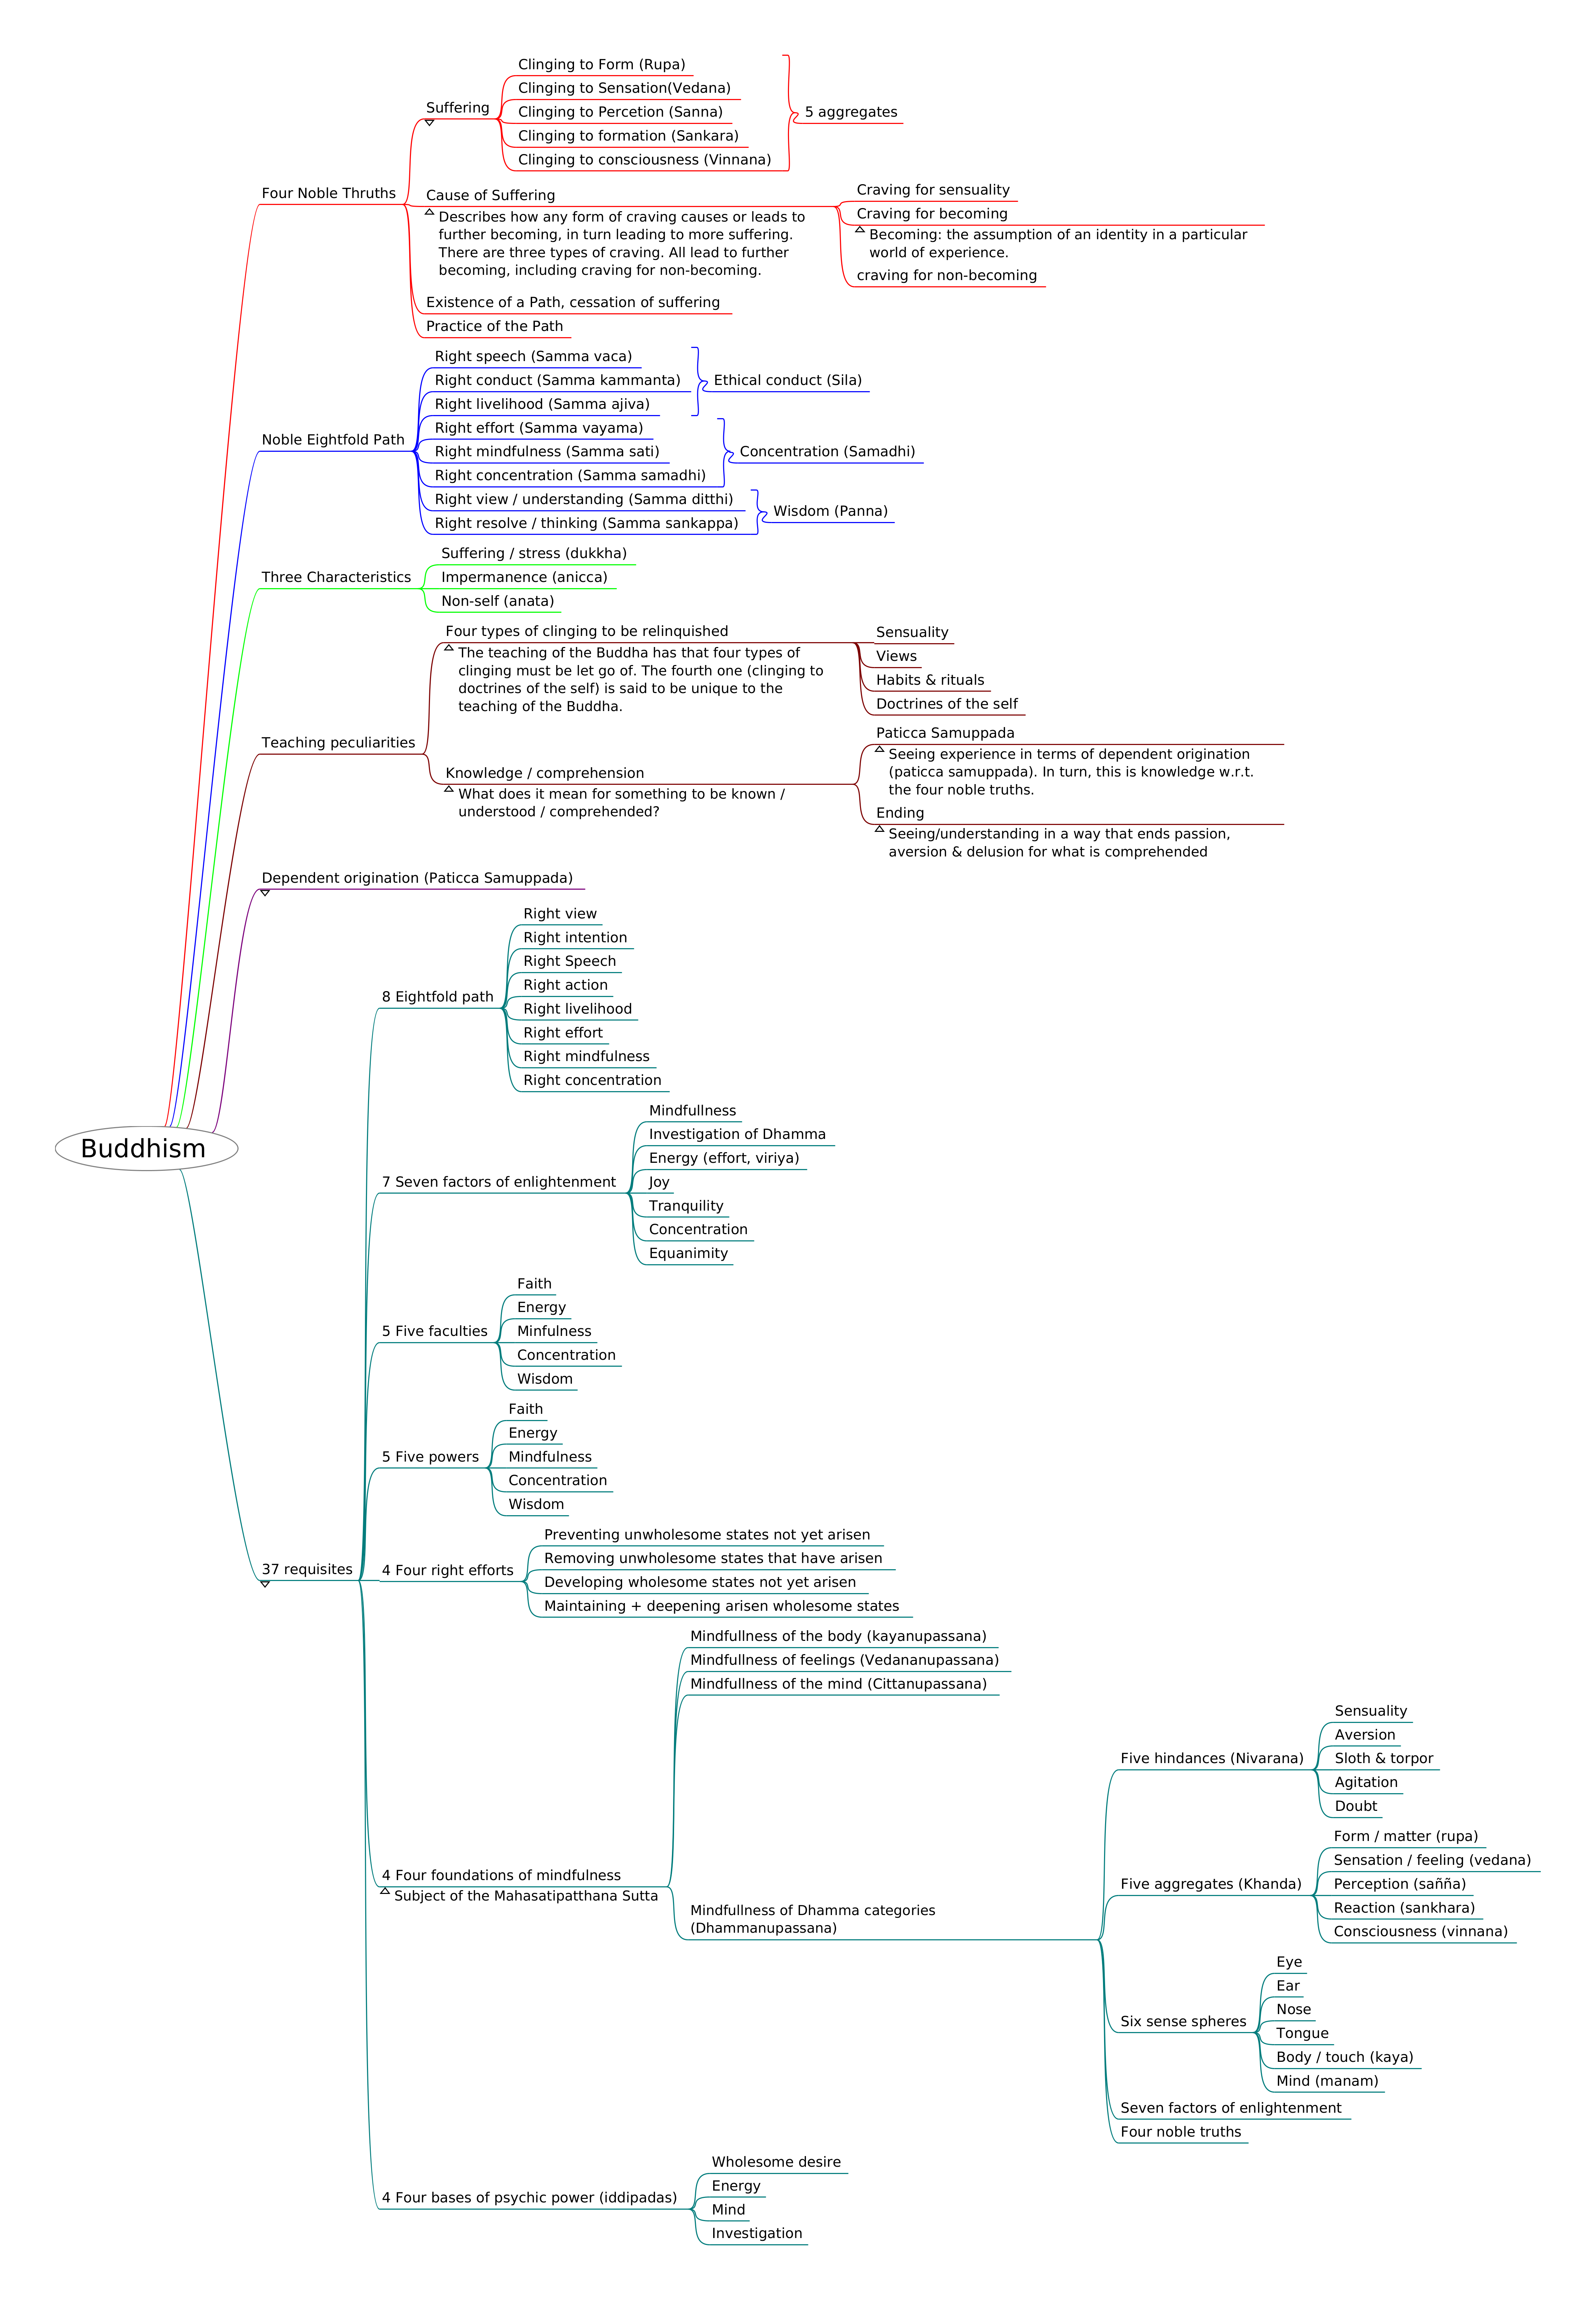 Clinging to Form (Rupa)
Clinging to Sensation(Vedana)
Suffering
Clinging to Percetion (Sanna)
5 aggregates
Clinging to formation (Sankara)
Clinging to consciousness (Vinnana)
Four Noble Thruths
Cause of Suffering
Describes how any form of craving causes or leads to
further becoming, in turn leading to more suffering.
There are three types of craving. All lead to further
becoming, including craving for non-becoming.
Craving for sensuality
Craving for becoming
Becoming: the assumption of an identity in a particular
world of experience.
craving for non-becoming
Existence of a Path, cessation of suffering
Practice of the Path
Noble Eightfold Path
Right speech (Samma vaca)
Right conduct (Samma kammanta)
Right livelihood (Samma ajiva)
Ethical conduct (Sila)
Right effort (Samma vayama)
Right mindfulness (Samma sati)
Right concentration (Samma samadhi)
Concentration (Samadhi)
Right view / understanding (Samma ditthi)
Right resolve / thinking (Samma sankappa)
Wisdom (Panna)
Three Characteristics
Suffering / stress (dukkha)
Impermanence (anicca)
Non-self (anata)
Teaching peculiarities
Four types of clinging to be relinquished
The teaching of the Buddha has that four types of
clinging must be let go of. The fourth one (clinging to
doctrines of the self) is said to be unique to the
teaching of the Buddha.
Sensuality
Views
Habits & rituals
Doctrines of the self
Knowledge / comprehension
What does it mean for something to be known /
understood / comprehended?
Paticca Samuppada
Seeing experience in terms of dependent origination
(paticca samuppada). In turn, this is knowledge w.r.t.
the four noble truths.
Ending
Seeing/understanding in a way that ends passion,
aversion & delusion for what is comprehended
Dependent origination (Paticca Samuppada)
Buddhism
37 requisites
8 Eightfold path
Right view
Right intention
Right Speech
Right action
Right livelihood
Right effort
Right mindfulness
Right concentration
7 Seven factors of enlightenment
Mindfullness
Investigation of Dhamma
Energy (effort, viriya)
Joy
Tranquility
Concentration
Equanimity
5 Five faculties
Faith
Energy
Minfulness
Concentration
Wisdom
5 Five powers
Faith
Energy
Mindfulness
Concentration
Wisdom
4 Four right efforts
Preventing unwholesome states not yet arisen
Removing unwholesome states that have arisen
Developing wholesome states not yet arisen
Maintaining + deepening arisen wholesome states
4 Four foundations of mindfulness
Subject of the Mahasatipatthana Sutta
Mindfullness of the body (kayanupassana)
Mindfullness of feelings (Vedananupassana)
Mindfullness of the mind (Cittanupassana)
Mindfullness of Dhamma categories
(Dhammanupassana)
Five hindances (Nivarana)
Sensuality
Aversion
Sloth & torpor
Agitation
Doubt
Five aggregates (Khanda)
Form / matter (rupa)
Sensation / feeling (vedana)
Perception (sañña)
Reaction (sankhara)
Consciousness (vinnana)
Six sense spheres
Eye
Ear
Nose
Tongue
Body / touch (kaya)
Mind (manam)
Seven factors of enlightenment
Four noble truths
4 Four bases of psychic power (iddipadas)
Wholesome desire
Energy
Mind
Investigation